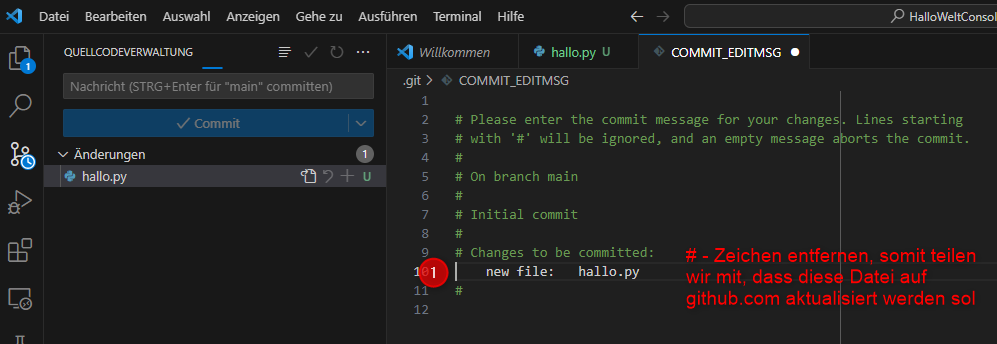 Datei Bearbeiten Auswahl Anzeigen Gehe zu Ausführen Terminal Hilfe HalloWeltConsol
QUELLCODEVERWALTUNG
Willkommen hallo.py U COMMIT_EDITMSG
.git > COMMIT_EDITMSG
1
Nachricht (STRG+Enter für "main" committen)
Commit
Änderungen 1
hallo.py U
1
2 # Please enter the commit message for your changes. Lines starting
3 # with '#' will be ignored, and an empty message aborts the commit.
4 #
5 # On branch main
6 #
7 # Initial commit
8 #
9 # Changes to be committed:
10 new file: hallo.py
11 #
12
1
# - Zeichen entfernen, somit teilen
wir mit, dass diese Datei auf
github.com aktualisiert werden sol